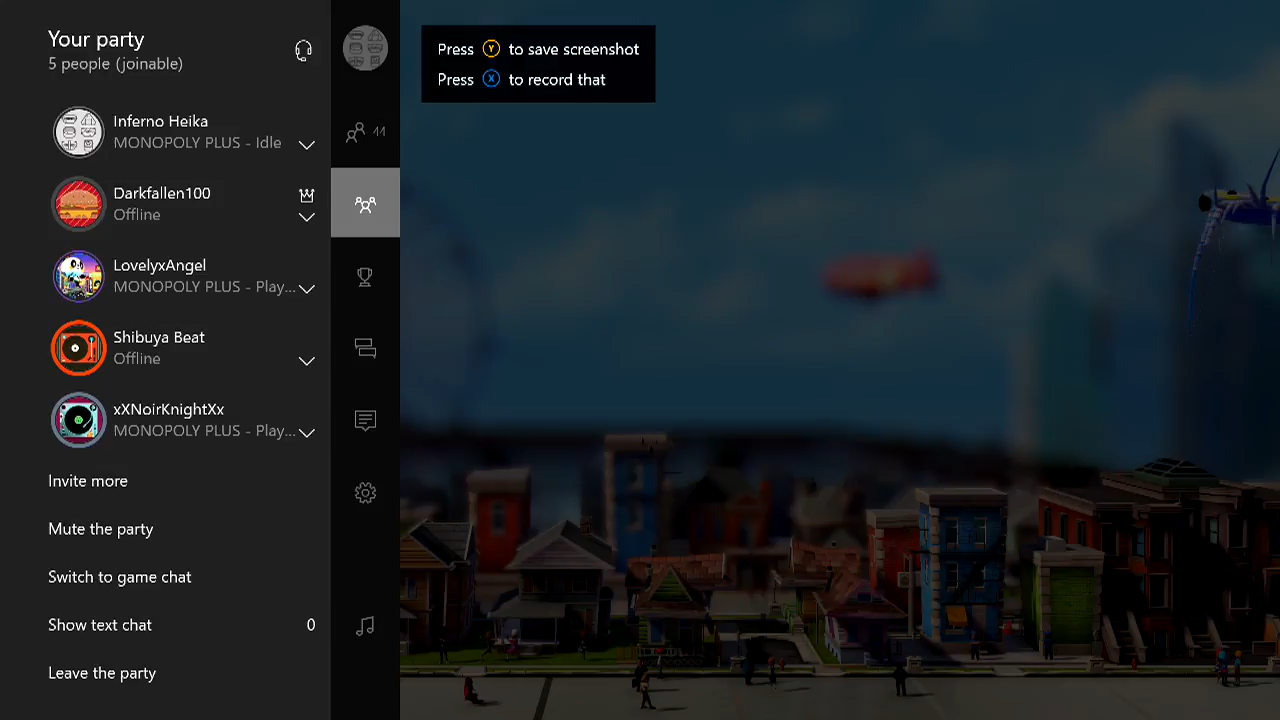 Your party
5 people (joinable)
Inferno Heika
MONOPOLY PLUS - Idle
Darkfallen100
Offline
LovelyxAngel
MONOPOLY PLUS - Play...
Shibuya Beat
Offline
xXNoirKnightXx
MONOPOLY PLUS - Play...
Invite more
Mute the party
Switch to game chat
Show text chat 0
Leave the party
44
Press Y to save screenshot
Press X to record that